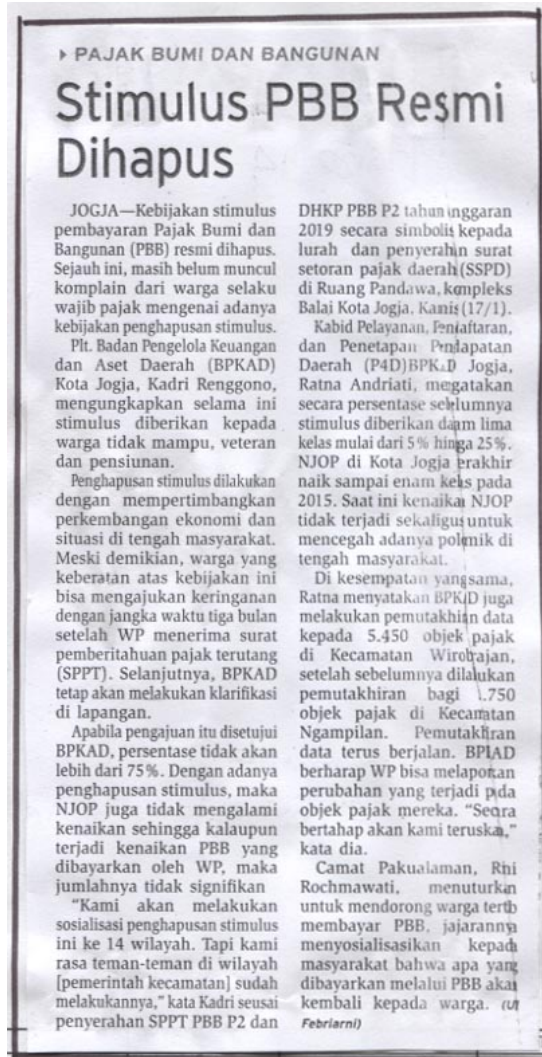 ▸ PAJAK BUMI DAN BANGUNAN
Stimulus PBB Resmi
Dihapus
JOGJA—Kebijakan stimulus
pembayaran Pajak Bumi dan
Bangunan (PBB) resmi dihapus.
Sejauh ini, masih belum muncul
komplain dari warga selaku
wajib pajak mengenai adanya
kebijakan penghapusan stimulus.
Plt. Badan Pengelola Keuangan
dan Aset Daerah (BPKAD)
Kota Jogja, Kadri Renggono,
mengungkapkan selama ini
stimulus diberikan kepada
warga tidak mampu, veteran
dan pensiunan.
Penghapusan stimulus dilakukan
dengan mempertimbangkan
perkembangan ekonomi dan
situasi di tengah masyarakat.
Meski demikian, warga yang
keberatan atas kebijakan ini
bisa mengajukan keringanan
dengan jangka waktu tiga bulan
setelah WP menerima surat
pemberitahuan pajak terutang
(SPPT). Selanjutnya, BPKAD
tetap akan melakukan klarifikasi
di lapangan.
Apabila pengajuan itu disetujui
BPKAD, persentase tidak akan
lebih dari 75%. Dengan adanya
penghapusan stimulus, maka
NJOP juga tidak mengalami
kenaikan sehingga kalaupun
terjadi kenaikan PBB yang
dibayarkan oleh WP, maka
jumlahnya tidak signifikan
"Kami akan melakukan
sosialisasi penghapusan stimulus
ini ke 14 wilayah. Tapi kami
rasa teman-teman di wilayah
[pemerintah kecamatan] sudah
melakukannya," kata Kadri seusai
penyerahan SPPT PBB P2 dan
DHKP PBB P2 tahun anggaran
2019 secara simbolis kepada
lurah dan penyerahan surat
setoran pajak daerah (SSPD)
di Ruang Pandawa, kompleks
Balai Kota Jogja, Kamis (17/1).
Kabid Pelayanan, Pendaftaran,
dan Penetapan Pendapatan
Daerah (P4D) BPKAD Jogja,
Ratna Andriati, mengatakan
secara persentase sebelumnya
stimulus diberikan dalam lima
kelas mulai dari 5% hingga 25%.
NJOP di Kota Jogja terakhir
naik sampai enam kelas pada
2015. Saat ini kenaikan NJOP
tidak terjadi sekaligus untuk
mencegah adanya polemik di
tengah masyarakat.
Di kesempatan yang sama,
Ratna menyatakan BPKAD juga
melakukan pemutakhiran data
kepada 5.450 objek pajak
di Kecamatan Wirobrajan,
setelah sebelumnya dilakukan
pemutakhiran bagi .750
objek pajak di Kecamatan
Ngampilan. Pemutakhiran
data terus berjalan. BPKAD
berharap WP bisa melaporkan
perubahan yang terjadi pada
objek pajak mereka. "Secara
bertahap akan kami teruskan,"
kata dia.
Camat Pakualaman, Rini
Rochmawati, menuturkan
untuk mendorong warga tertib
membayar PBB, jajarannya
menyosialisasikan kepada
masyarakat bahwa apa yang
dibayarkan melalui PBB akan
kembali kepada warga.
Febriarni)